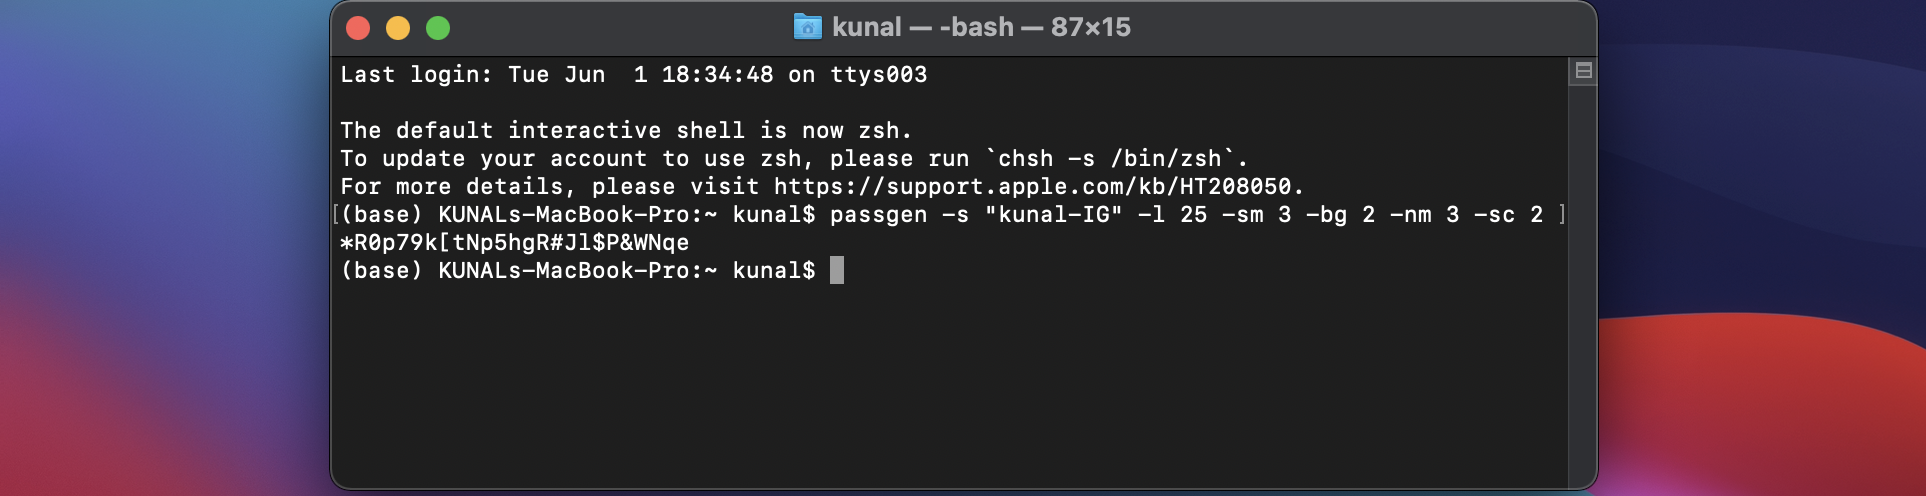 kunal — -bash — 87×15
Last login: Tue Jun  1 18:34:48 on ttys003
The default interactive shell is now zsh.
To update your account to use zsh, please run `chsh -s /bin/zsh`.
For more details, please visit https://support.apple.com/kb/HT208050.
[(base) KUNALs-MacBook-Pro:~ kunal$ passgen -s "kunal-IG" -l 25 -sm 3 -bg 2 -nm 3 -sc 2 ]
*R0p79k[tNp5hgR#Jl$P&WNqe
(base) KUNALs-MacBook-Pro:~ kunal$